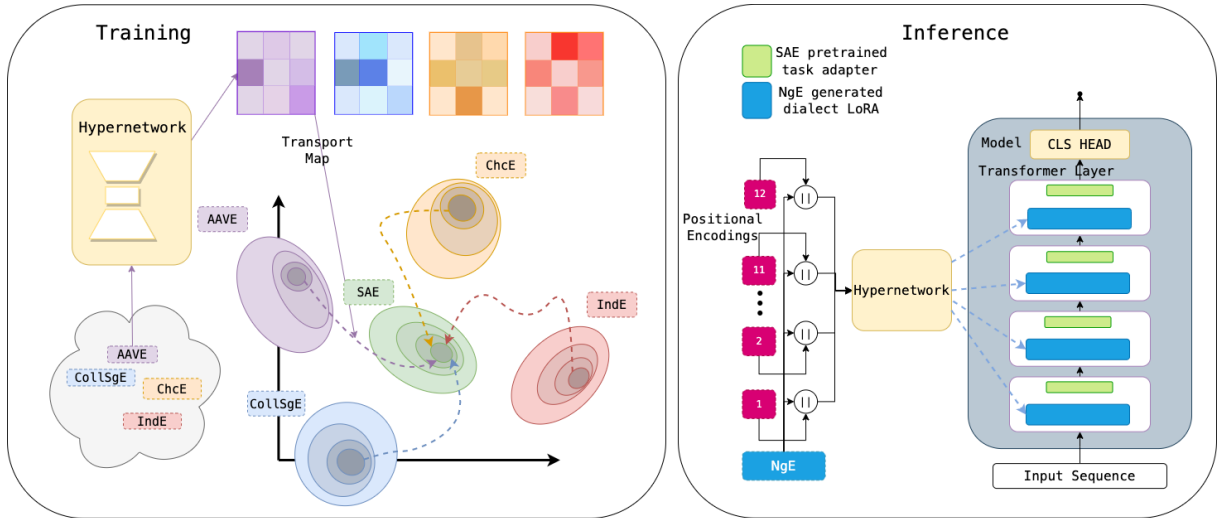 Training
Hypernetwork
Transport
Map
ChcE
AAVE
SAE
IndE
AAVE
CollSgE
ChcE
IndE
CollSgE
Inference
SAE pretrained
task adapter
NgE generated
dialect LoRA
Model
CLS HEAD
Transformer Layer
12
||
Positional
Encodings
11
||
Hypernetwork
2
||
1
||
NgE
Input Sequence